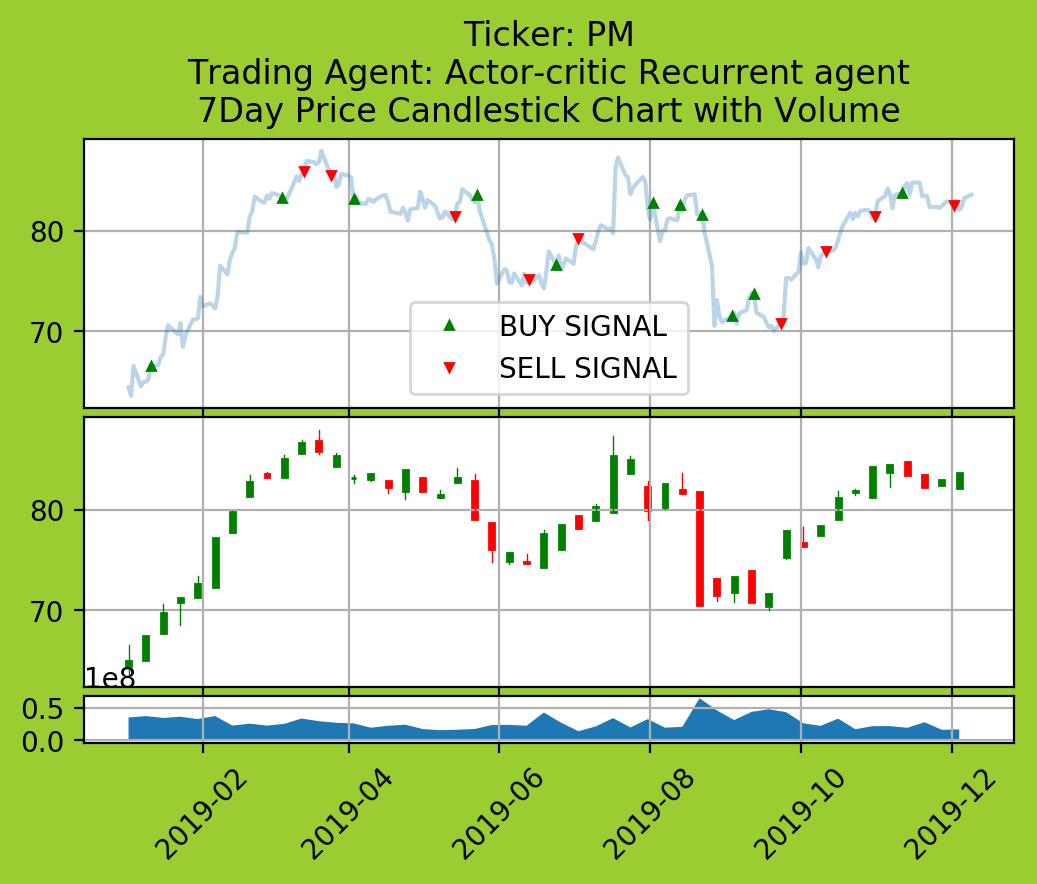 Ticker: PM
Trading Agent: Actor-critic Recurrent agent
7Day Price Candlestick Chart with Volume
80
70
BUY SIGNAL
SELL SIGNAL
80
70
1e8
0.5
0.0
2019-02
2019-04
2019-06
2019-08
2019-10
2019-12